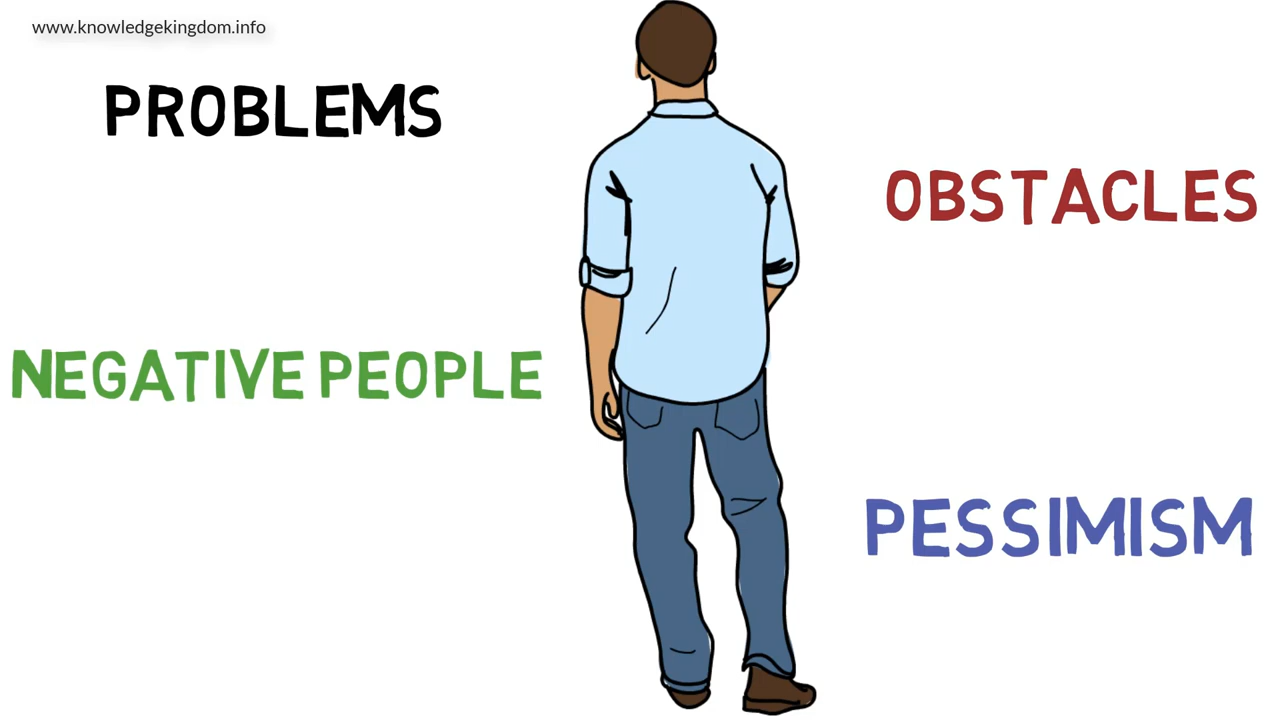 www.knowledgekingdom.info
PROBLEMS
OBSTACLES
NEGATIVE PEOPLE
PESSIMISM